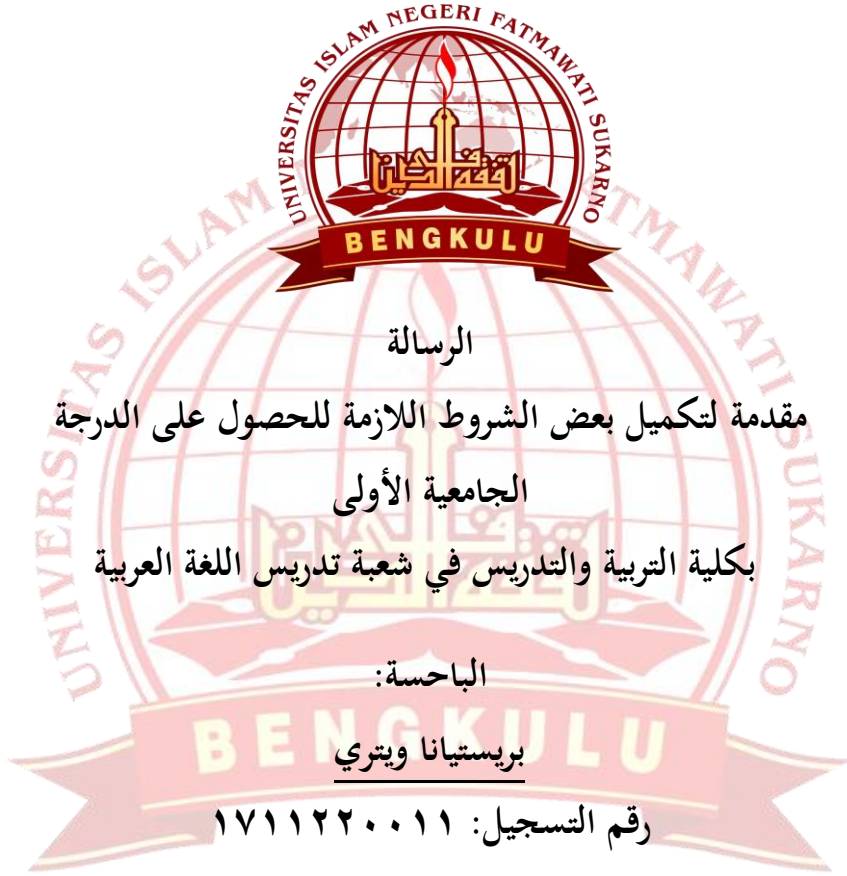 UNIVERSITAS ISLAM NEGERI FATMAWATI SUKARNO
BENGKULU
الرسالة
مقدمة لتكميل بعض الشروط اللازمة للحصول على الدرجة
الجامعية الأولى
بكلية التربية والتدريس في شعبة تدريس اللغة العربية
الباحسة:
بريستيانا ويتري
رقم التسجيل: ١٧١١٢٢٠٠١١